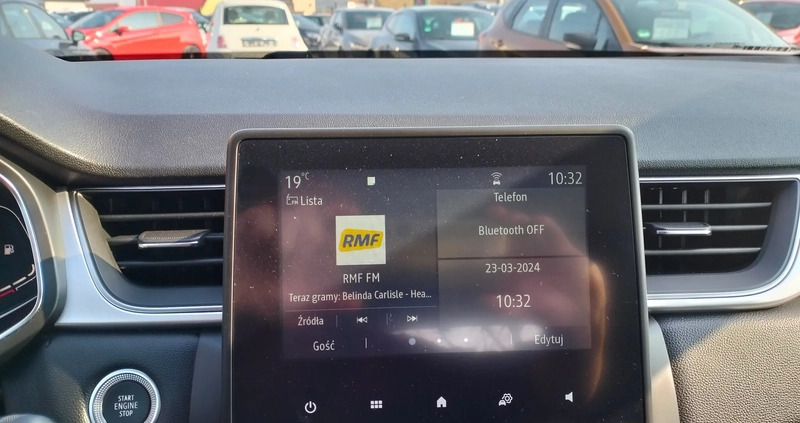 19°C
10:32
Lista
Telefon
RMF
Bluetooth OFF
RMF FM
Teraz gramy: Belinda Carlisle - Hea...
23-03-2024
10:32
Źródła
Gość
Edytuj
START
ENGINE
STOP